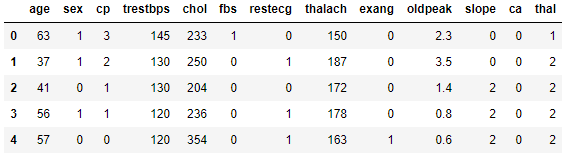 age sex cp trestbps chol fbs restecg thalach exang oldpeak slope ca thal
0 63 1 3 145 233 1 0 150 0 2.3 0 0 1
1 37 1 2 130 250 0 1 187 0 3.5 0 0 2
2 41 0 1 130 204 0 0 172 0 1.4 2 0 2
3 56 1 1 120 236 0 1 178 0 0.8 2 0 2
4 57 0 0 120 354 0 1 163 1 0.6 2 0 2